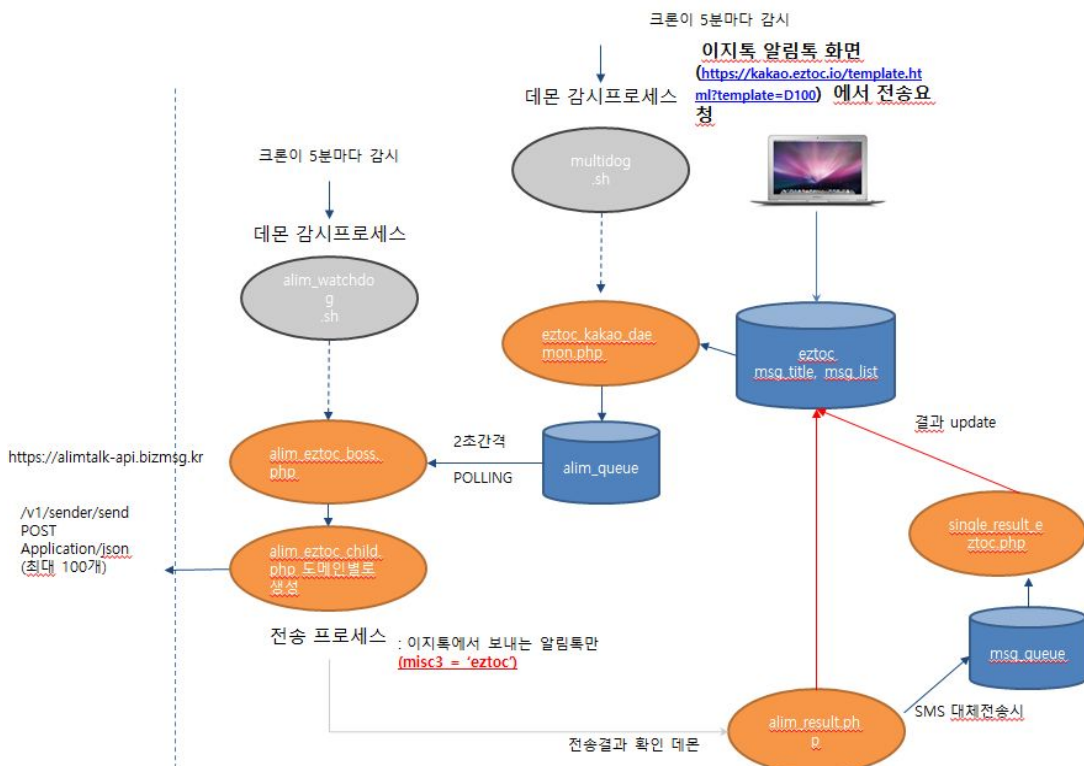 크론이 5분마다 감시
이지톡 알림톡 화면
(https://kakao.eztoc.io/template.ht
ml?template=D100) 에서 전송요
청
데몬 감시프로세스
multidog
.sh
크론이 5분마다 감시
데몬 감시프로세스
alim_watchdo
g
.sh
eztoc_kakao_dae
mon.php
eztoc
msg_title, msg_list
결과 update
https://alimtalk-api.bizmsg.kr
alim_eztoc_boss.
php
2초간격
POLLING
alim_queue
/v1/sender/send
POST
Application/json
(최대 100개)
alim_eztoc_child.
php 도메인별로
생성
single_result_e
ztoc.php
전송 프로세스
: 이지톡에서 보내는 알림톡만
(misc3 = ‘eztoc’)
msg_queue
SMS 대체전송시
alim_result.ph
p
전송결과 확인 데몬